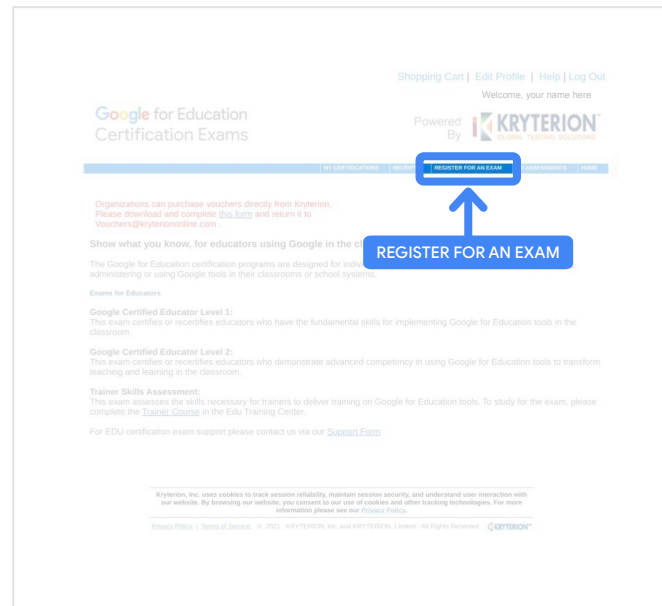 Shopping Cart | Edit Profile | Help | Log Out
Welcome, your name here
Google for Education
Certification Exams
Powered By
KRYTERION
GLOBAL TESTING SOLUTIONS
MY CERTIFICATIONS | RECEIPTS REGISTER FOR AN EXAM ASSESSMENTS | HOME
Organizations can purchase vouchers directly from Kryterion.
Please download and complete this form and return it to
Vouchers@kryteriononline.com .
REGISTER FOR AN EXAM
Show what you know, for educators using Google in the cl
The Google for Education certification programs are designed for indiv
administering or using Google tools in their classrooms or school systems.
Exams for Educators
Google Certified Educator Level 1:
This exam certifies or recertifies educators who have the fundamental skills for implementing Google for Education tools in the
classroom.
Google Certified Educator Level 2:
This exam certifies or recertifies educators who demonstrate advanced competency in using Google for Education tools to transform
teaching and learning in the classroom.
Trainer Skills Assessment:
This exam assesses the skills necessary for trainers to deliver training on Google for Education tools. To study for the exam, please
complete the Trainer Course in the Edu Training Center.
For EDU certification exam support please contact us via our Support Form
Kryterion, Inc. uses cookies to track session reliability, maintain session security, and understand user interaction with
our website. By browsing our website, you consent to our use of cookies and other tracking technologies. For more
information please see our Privacy Policy.
Privacy Policy | Terms of Service © 2021 KRYTERION, Inc. and KRYTERION, Limited - All Rights Reserved. KRYTERION™